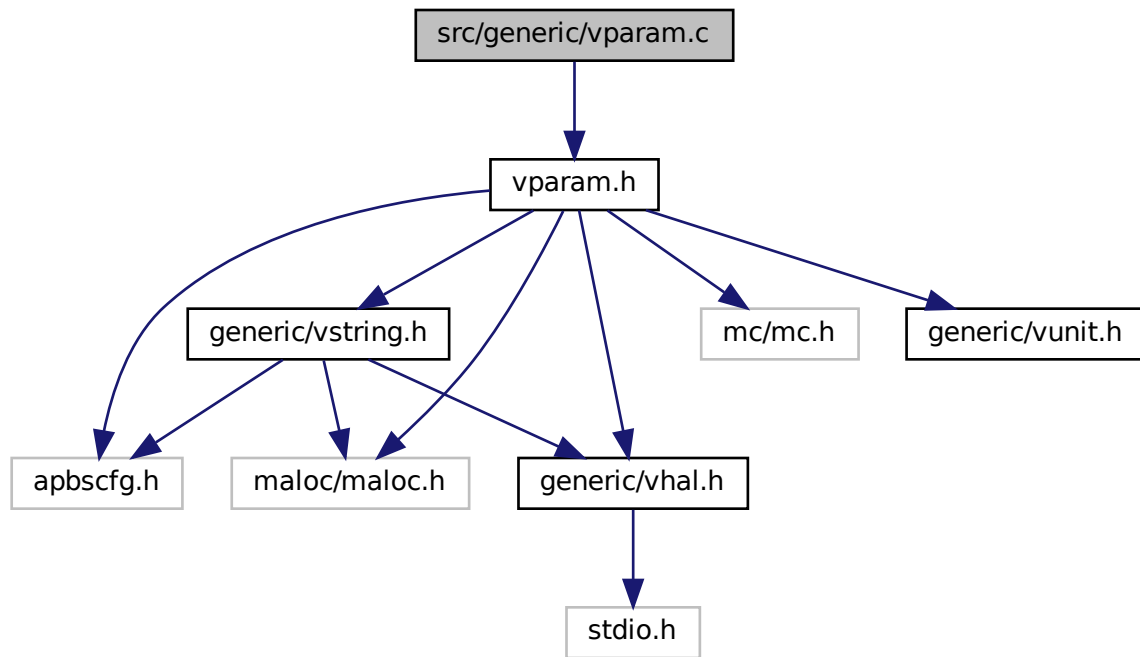 src/generic/vparam.c
vparam.h
generic/vstring.h
mc/mc.h
generic/vunit.h
apbscfg.h
maloc/maloc.h
generic/vhal.h
stdio.h